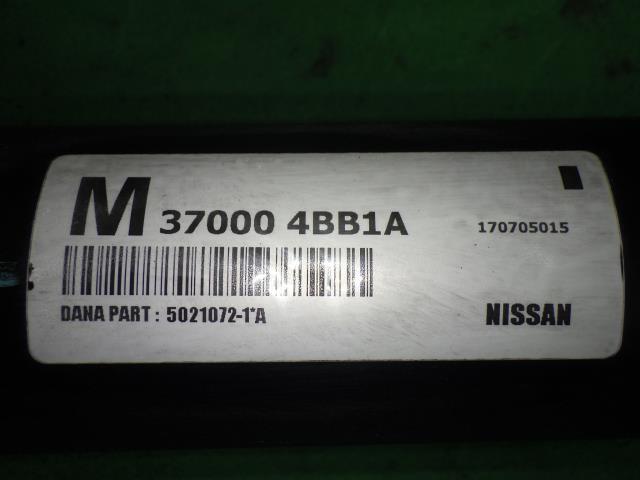 M 37000 4BB1A 170705015
DANA PART : 5021072-1*A NISSAN